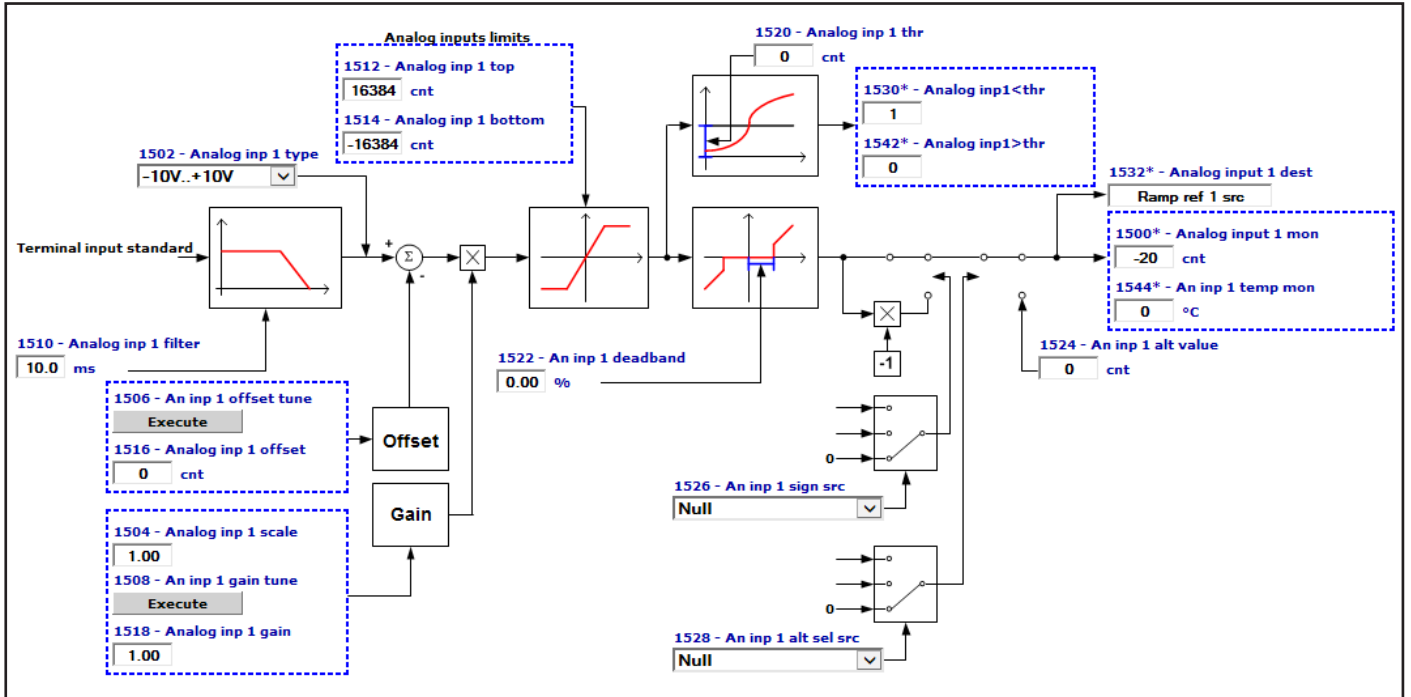 Analog inputs limits
1512 - Analog inp 1 top
16384 cnt
1514 - Analog inp 1 bottom
-16384 cnt
1520 - Analog inp 1 thr
0 cnt
1530* - Analog inp1<thr
1
1542* - Analog inp1>thr
0
1502 - Analog inp 1 type
-10V..+10V
1532* - Analog input 1 dest
Ramp ref 1 src
Terminal input standard
+
Σ
-
X
1500* - Analog input 1 mon
-20 cnt
1544* - An inp 1 temp mon
0 °C
X
-1
1510 - Analog inp 1 filter
10.0 ms
1522 - An inp 1 deadband
0.00 %
1524 - An inp 1 alt value
0 cnt
1506 - An inp 1 offset tune
Execute
1516 - Analog inp 1 offset
0 cnt
Offset
0
1526 - An inp 1 sign src
Null
Gain
1504 - Analog inp 1 scale
1.00
1508 - An inp 1 gain tune
Execute
1518 - Analog inp 1 gain
1.00
0
1528 - An inp 1 alt sel src
Null